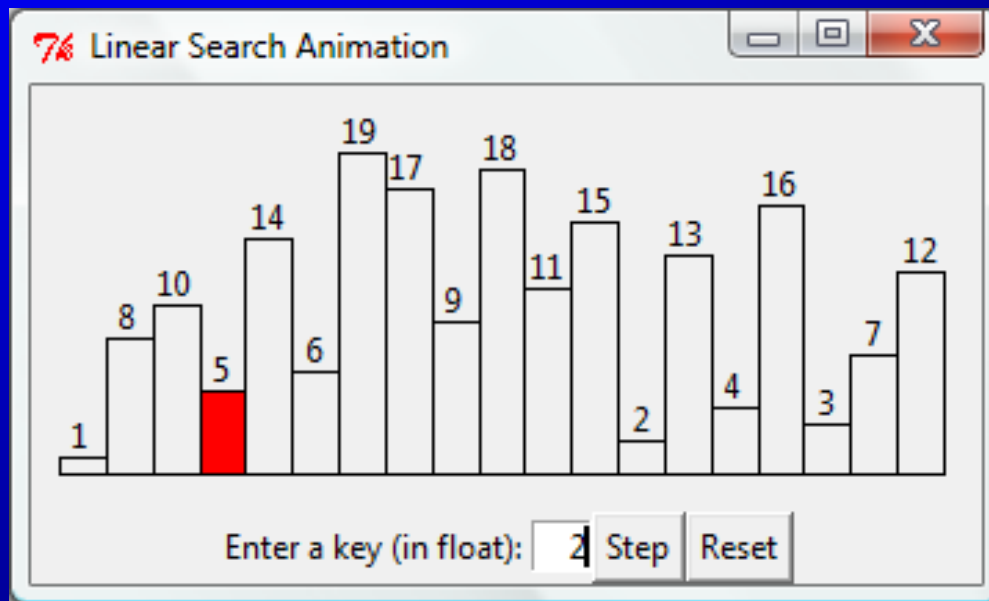 Linear Search Animation
1 8 10 5 14 6 19 17 9 18 11 15 2 13 4 16 3 7 12
Enter a key (in float): 2 Step Reset